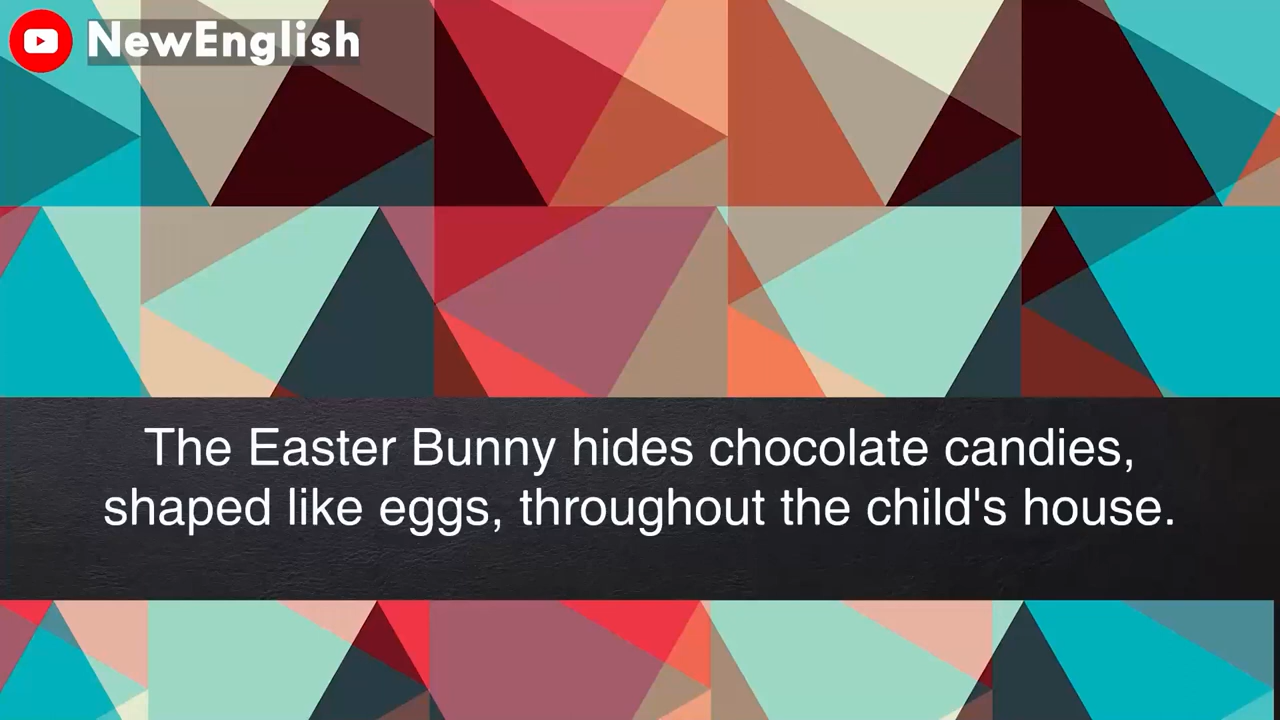 NewEnglish
The Easter Bunny hides chocolate candies,
shaped like eggs, throughout the child's house.